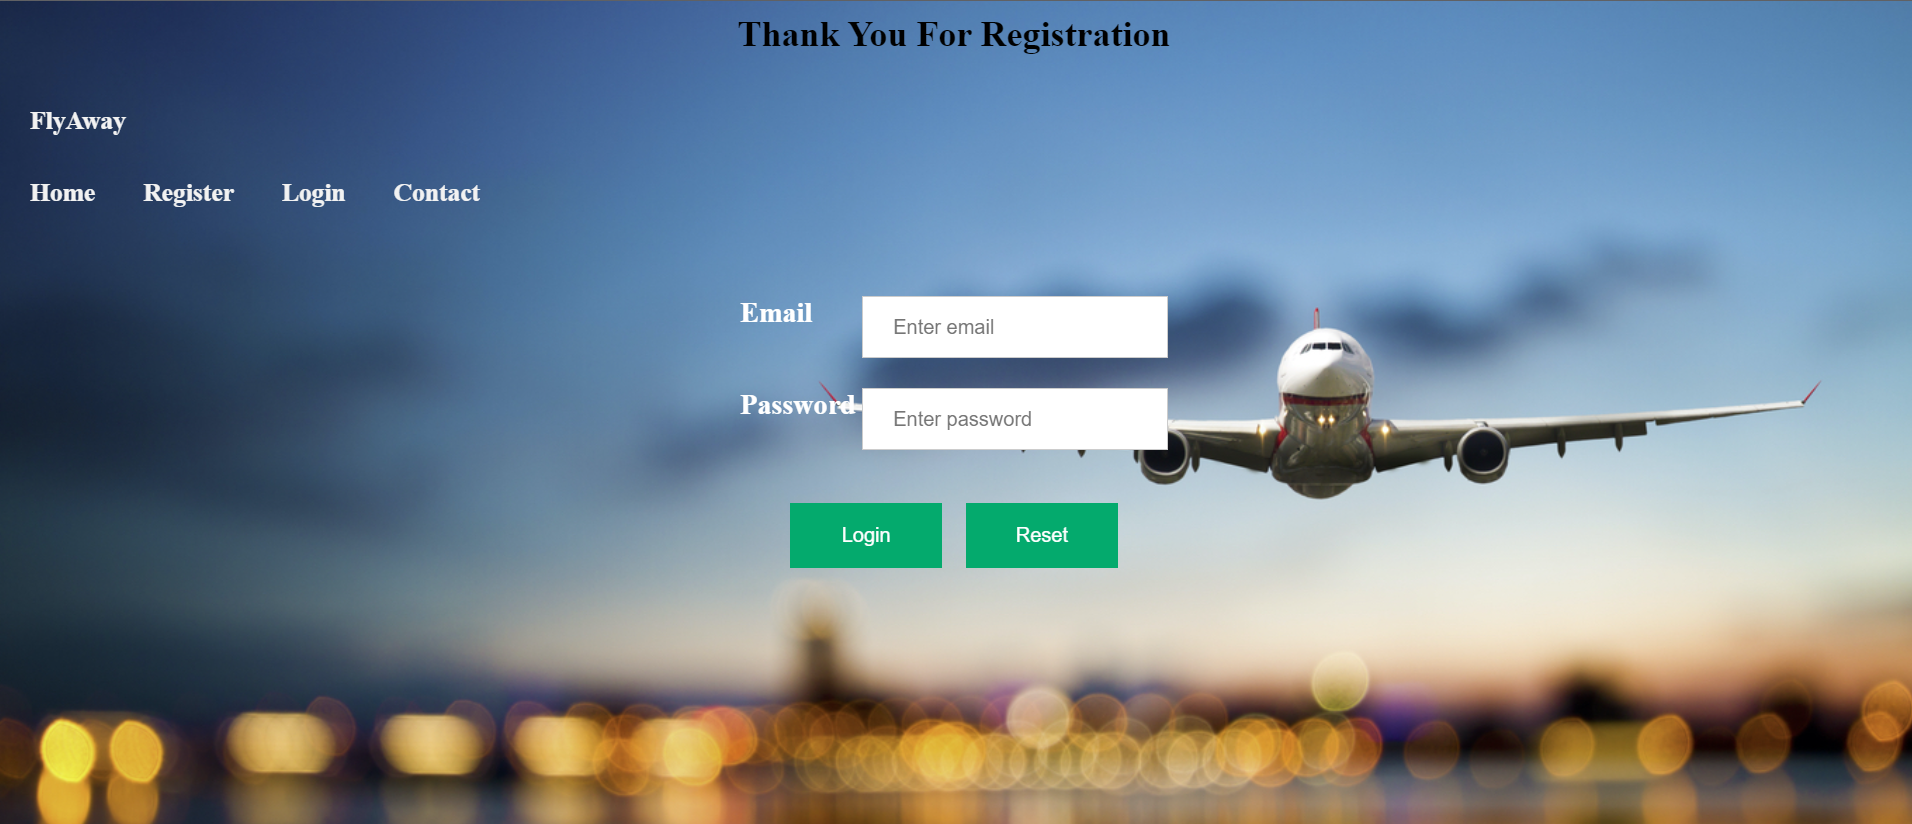 Thank You For Registration
FlyAway
Home Register Login Contact
Email Enter email
Password Enter password
Login Reset